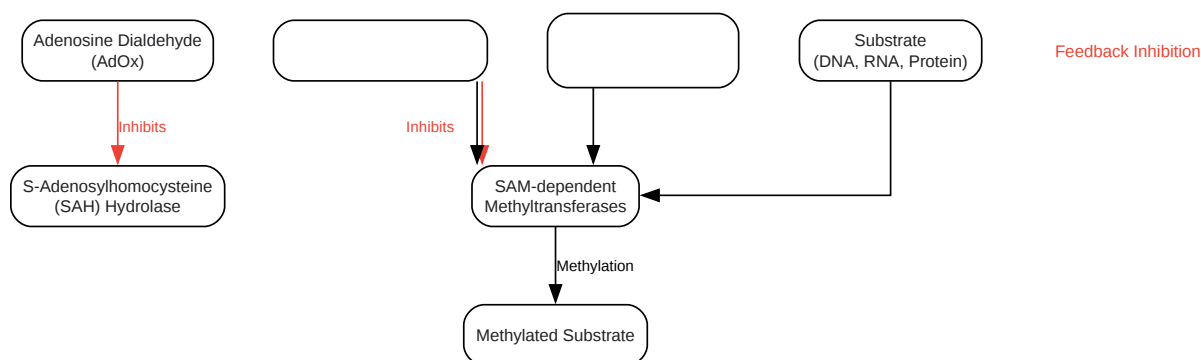 Adenosine Dialdehyde
(AdOx)
Substrate
(DNA, RNA, Protein)
Feedback Inhibition
Inhibits
Inhibits
S-Adenosylhomocysteine
(SAH) Hydrolase
SAM-dependent
Methyltransferases
Methylation
Methylated Substrate